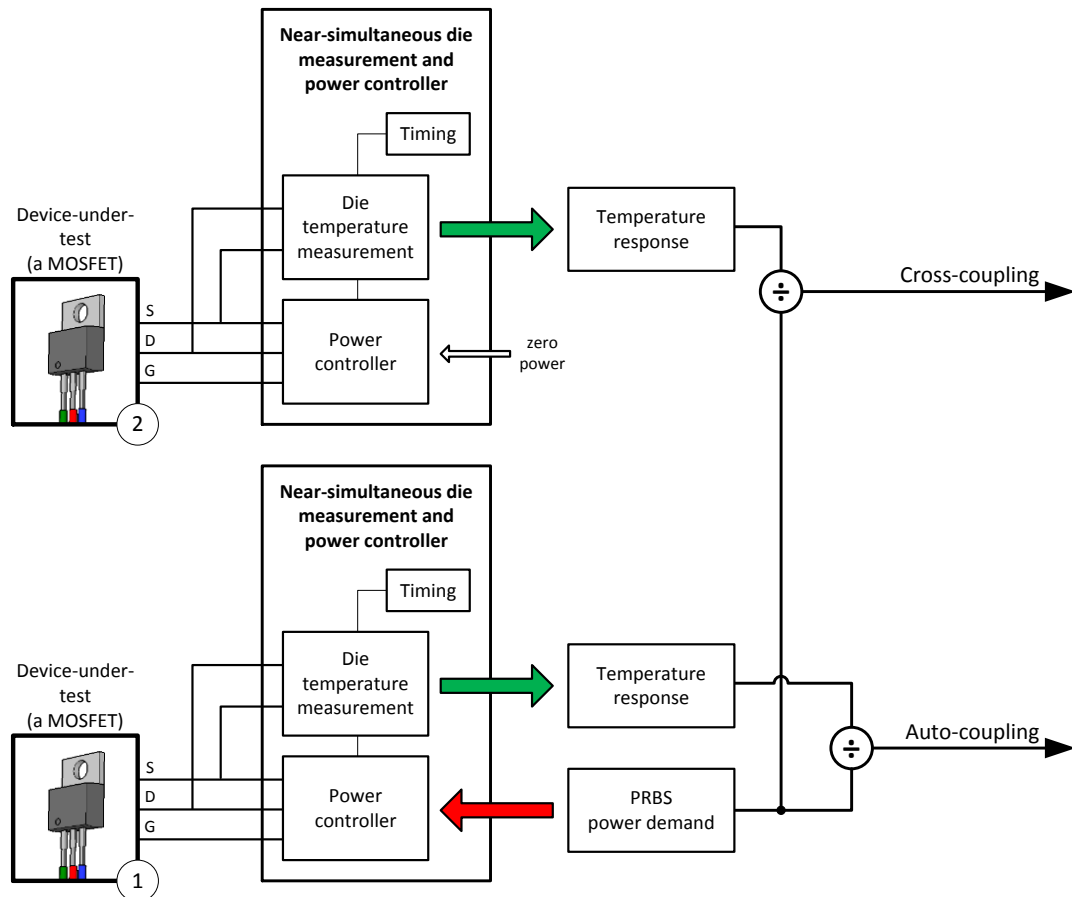 Near-simultaneous die
measurement and
power controller
Timing
Die
temperature
measurement
Temperature
response
Device-under-
test
(a MOSFET)
÷
Cross-coupling
S
D
G
Power
controller
zero
power
2
Near-simultaneous die
measurement and
power controller
Timing
Die
temperature
measurement
Temperature
response
Device-under-
test
(a MOSFET)
÷
Auto-coupling
S
D
G
Power
controller
PRBS
power demand
1